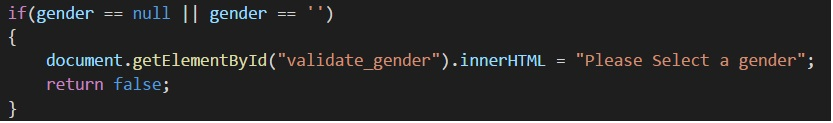 if(gender == null || gender == '')
{
    document.getElementById("validate_gender").innerHTML = "Please Select a gender";
    return false;
}